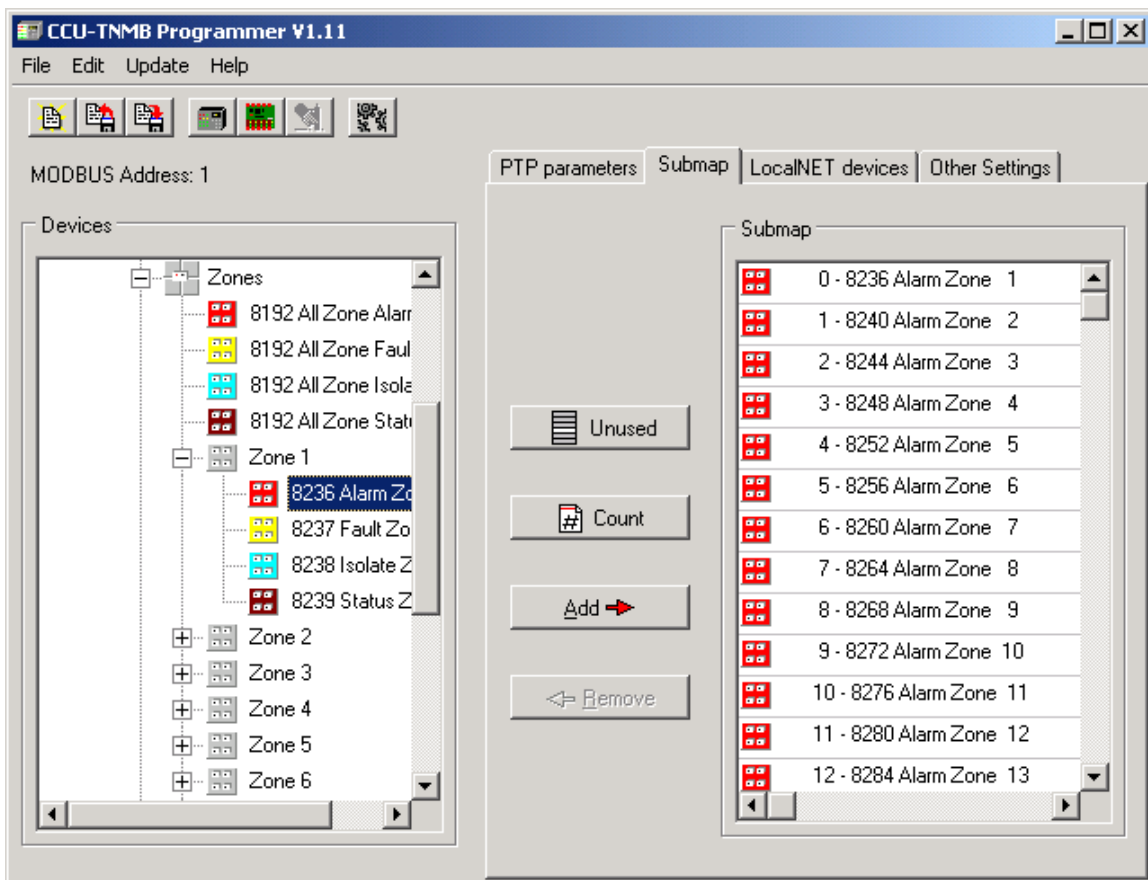 CCU-TNMB Programmer V1.11
File Edit Update Help
MODBUS Address: 1
PTP parameters Submap LocalNET devices Other Settings
Devices
Zones
8192 All Zone Alarr
8192 All Zone Faul
8192 All Zone Isola
8192 All Zone Stat
Zone 1
8236 Alarm Zo
8237 Fault Zo
8238 Isolate Z
8239 Status Z
Zone 2
Zone 3
Zone 4
Zone 5
Zone 6
Unused
# Count
Add
Remove
Submap
0 - 8236 Alarm Zone 1
1 - 8240 Alarm Zone 2
2 - 8244 Alarm Zone 3
3 - 8248 Alarm Zone 4
4 - 8252 Alarm Zone 5
5 - 8256 Alarm Zone 6
6 - 8260 Alarm Zone 7
7 - 8264 Alarm Zone 8
8 - 8268 Alarm Zone 9
9 - 8272 Alarm Zone 10
10 - 8276 Alarm Zone 11
11 - 8280 Alarm Zone 12
12 - 8284 Alarm Zone 13